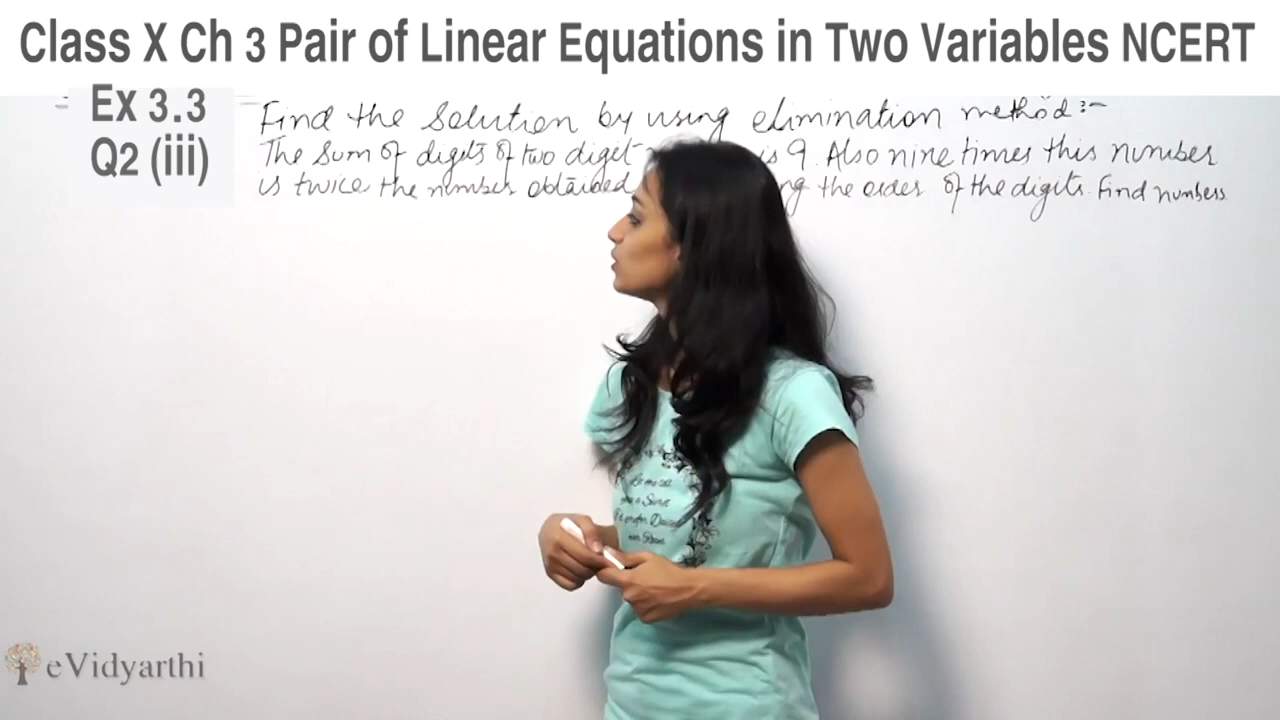 Class X Ch 3 Pair of Linear Equations in Two Variables NCERT
Ex 3.3
Q2 (iii)
Find the Solution by using elimination method:-
The Sum of digits of two digit is 9. Also nine times this number
is twice the number obtained the order of the digits. Find numbers
eVidyarthi